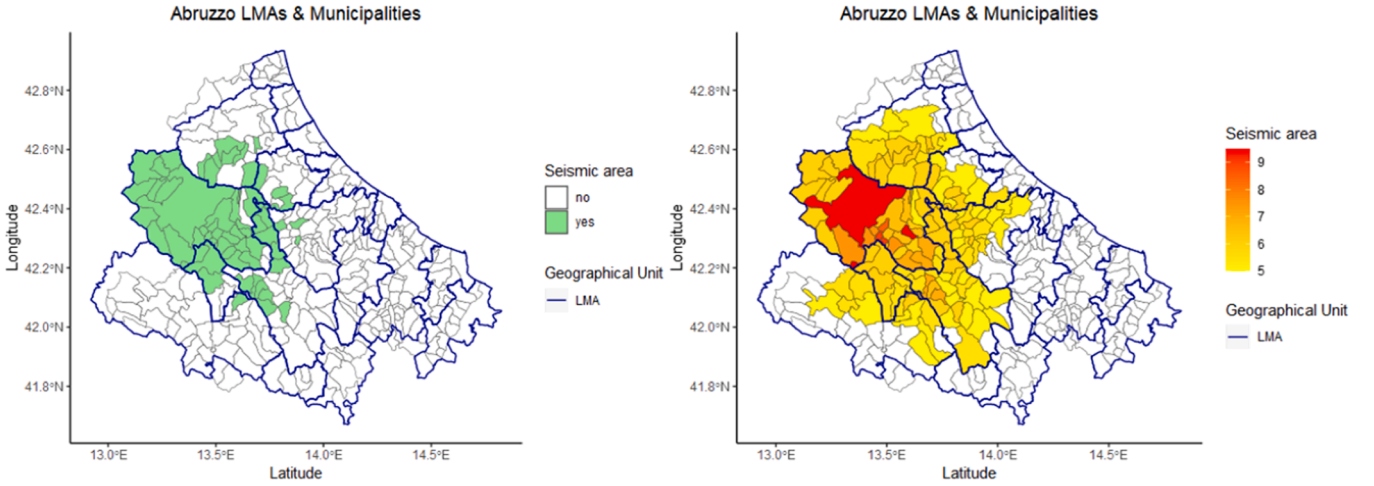 Abruzzo LMAs & Municipalities
42.8°N
42.6°N
42.4°N
42.2°N
42.0°N
41.8°N
Longitude
13.0°E
13.5°E
14.0°E
14.5°E
Latitude
Seismic area
no
yes
Geographical Unit
LMA
Abruzzo LMAs & Municipalities
42.8°N
42.6°N
42.4°N
42.2°N
42.0°N
41.8°N
Longitude
13.0°E
13.5°E
14.0°E
14.5°E
Latitude
Seismic area
9
8
7
6
5
Geographical Unit
LMA